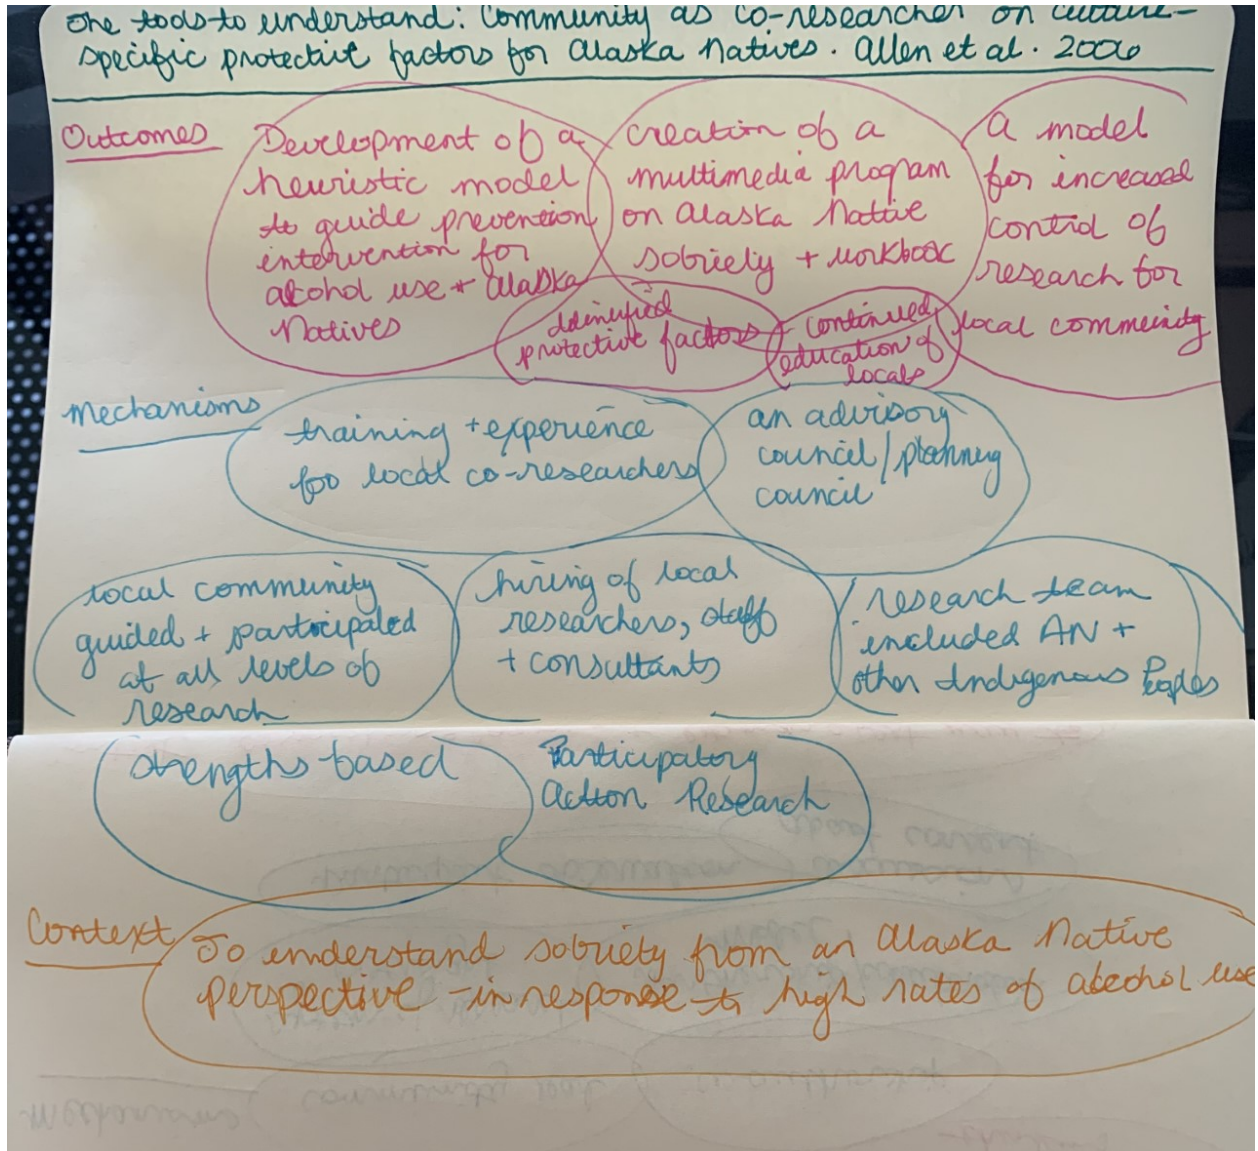 The tools to understand: Community as co-researcher on culture-
specific protective factors for Alaska Natives. Allen et al. 2006
Outcomes
Development of a
heuristic model
to guide prevention
intervention for
alcohol use + Alaska
Natives
creation of a
multimedia program
on Alaska Native
sobriety + workbook
A model
for increased
control of
research for
local community
Identified
protective factors
continued
education of
locals
Mechanisms
training + experience
for local co-researchers
an advisory
council/planning
council
local community
guided + participated
at all levels of
research
hiring of local
researchers, staff
+ consultants
research team
included AN +
other Indigenous Peoples
strengths based
Participatory
Action Research
Context
To understand sobriety from an Alaska Native
perspective - in response to high rates of alcohol use